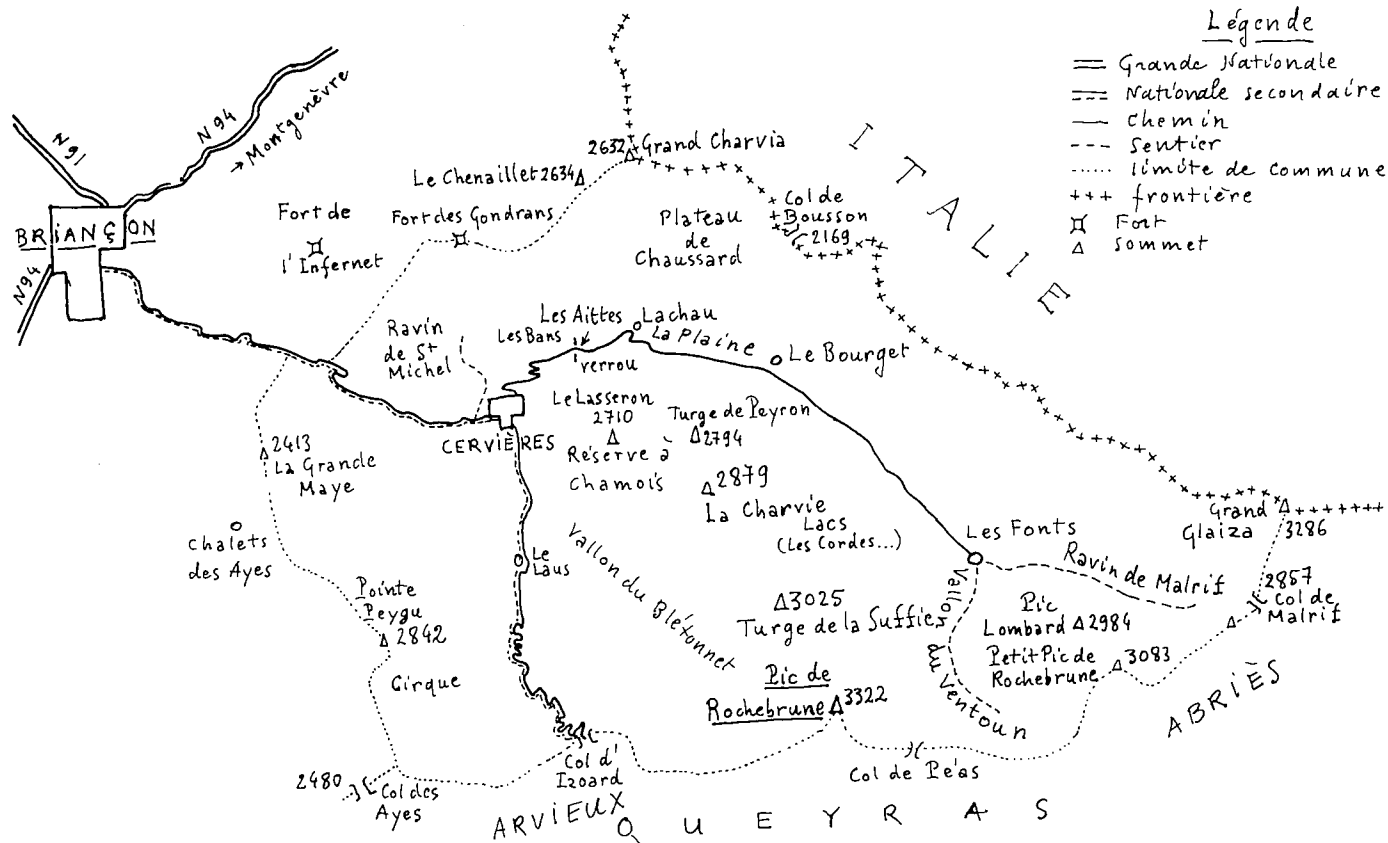 Légende
Grande Nationale
Nationale secondaire
Chemin
Sentier
limite de Commune
frontière
Fort
Sommet
N91
N94
→ Montgenèvre
BRIANÇON
N94
Fort de
l'Infernet
Fort des Gondrans
Le Chenaillet 2634
2632 Grand Charvia
ITALIE
Plateau
de
Chaussard
Col de
Bousson
2169
Ravin
de St
Michel
Les Aittes
Les Bans
verrou
Lachau
La Plaine
Le Bourget
CERVIÈRES
Le Lasseron
2710
Réserve à
Chamois
Turge de Peyron
2794
2879
La Charvie
Lacs
(Les Cordes...)
2413
La Grande
Maye
Chalets
des Ayes
Pointe
Peygu
2842
Cirque
Le
Laus
Vallon du Blétonnet
3025
Turge de la Suffie
Les Fonts
Ravin de Malrif
Vallon du Ventoun
Grand
Glaiza
3286
2857
Col de
Malrif
Pic
Lombard 2984
Petit Pic de
Rochebrune
3083
Pic de
Rochebrune
3322
Col de Péas
Col d'
Izoard
2480
Col des
Ayes
ABRIÈS
ARVIEUX
QUEYRAS